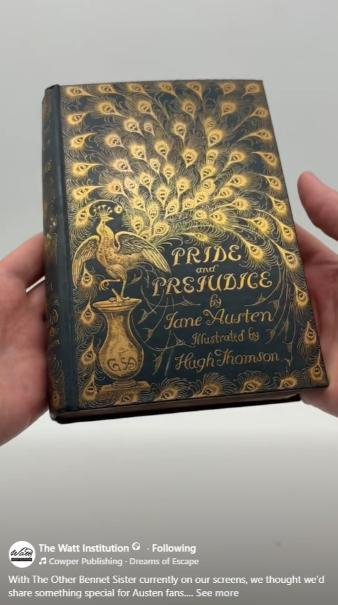 PRIDE
and
PREJUDICE
by
Jane Austen
Illustrated by
Hugh Thomson
The Watt Institution · Following
Cowper Publishing · Dreams of Escape
With The Other Bennet Sister currently on our screens, we thought we'd
share something special for Austen fans.... See more